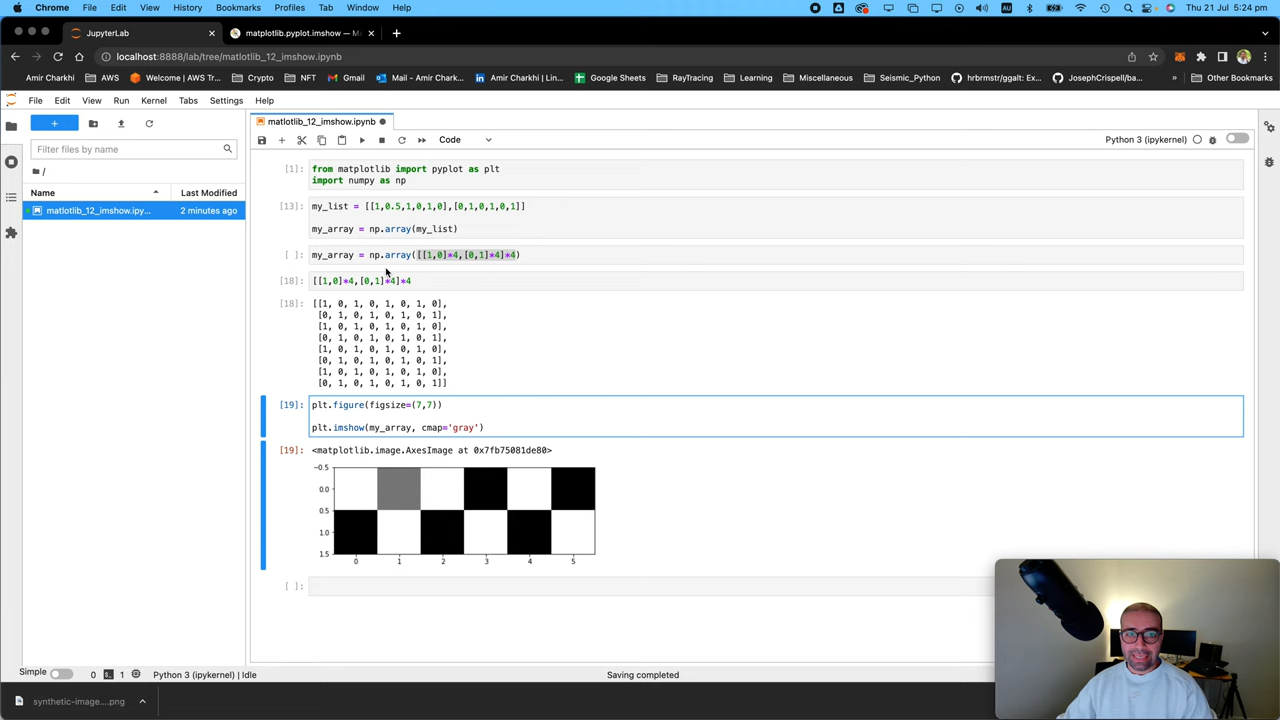 Chrome File Edit View History Bookmarks Profiles Tab Window Help AU Thu 21 Jul 5:24 pm
JupyterLab matplotlib.pyplot.imshow — M
localhost:8888/lab/tree/matlotlib_12_imshow.ipynb
Amir Charkhi AWS Welcome | AWS Tr... Crypto NFT Gmail Mail - Amir Charkhi... Amir Charkhi | Lin... Google Sheets RayTracing Learning Miscellaneous Seismic_Python hrbrmstr/ggalt: Ex... JosephCrispell/ba... Other Bookmarks
File Edit View Run Kernel Tabs Settings Help
matlotlib_12_imshow.ipynb
Code Python 3 (ipykernel)
Filter files by name
/
Name Last Modified
matlotlib_12_imshow.ipy... 2 minutes ago
[1]: from matplotlib import pyplot as plt
import numpy as np
[13]: my_list = [[1,0.5,1,0,1,0],[0,1,0,1,0,1]]
my_array = np.array(my_list)
[ ]: my_array = np.array([[1,0]*4,[0,1]*4]*4)
[18]: [[1,0]*4,[0,1]*4]*4
[18]: [[1, 0, 1, 0, 1, 0, 1, 0],
[0, 1, 0, 1, 0, 1, 0, 1],
[1, 0, 1, 0, 1, 0, 1, 0],
[0, 1, 0, 1, 0, 1, 0, 1],
[1, 0, 1, 0, 1, 0, 1, 0],
[0, 1, 0, 1, 0, 1, 0, 1],
[1, 0, 1, 0, 1, 0, 1, 0],
[0, 1, 0, 1, 0, 1, 0, 1]]
[19]: plt.figure(figsize=(7,7))
plt.imshow(my_array, cmap='gray')
[19]: <matplotlib.image.AxesImage at 0x7fb75081de80>
−0.5
0.0
0.5
1.0
1.5
0 1 2 3 4 5
[ ]:
Simple 0 1 Python 3 (ipykernel) | Idle Saving completed
synthetic-image....png